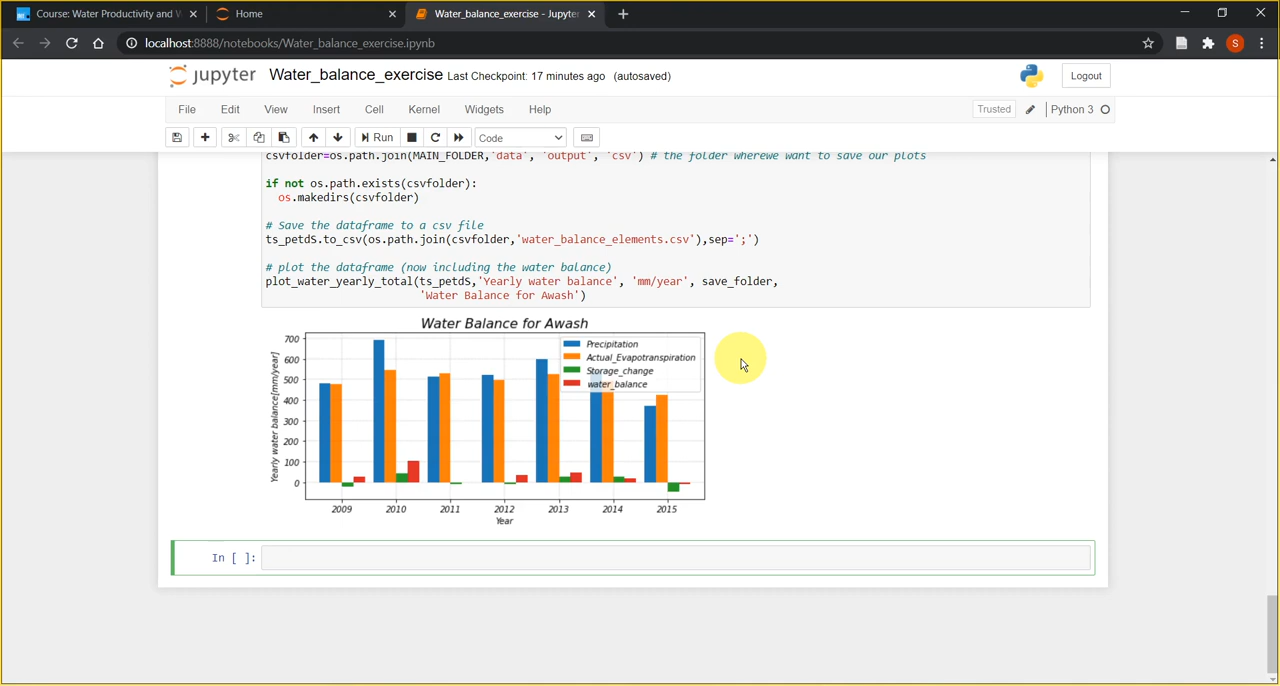 Course: Water Productivity and W
Home
Water_balance_exercise - Jupyter
localhost:8888/notebooks/Water_balance_exercise.ipynb
S
jupyter Water_balance_exercise Last Checkpoint: 17 minutes ago (autosaved)
Logout
File Edit View Insert Cell Kernel Widgets Help
Trusted Python 3
Run Code
csvfolder=os.path.join(MAIN_FOLDER,'data', 'output', 'csv') # the folder wherewe want to save our plots
if not os.path.exists(csvfolder):
os.makedirs(csvfolder)
# Save the dataframe to a csv file
ts_petdS.to_csv(os.path.join(csvfolder,'water_balance_elements.csv'),sep=';')
# plot the dataframe (now including the water balance)
plot_water_yearly_total(ts_petdS,'Yearly water balance', 'mm/year', save_folder,
'Water Balance for Awash')
Water Balance for Awash
Yearly water balance[mm/year]
700
600
500
400
300
200
100
0
Precipitation
Actual_Evapotranspiration
Storage_change
water_balance
2009 2010 2011 2012 2013 2014 2015
Year
In [ ]: